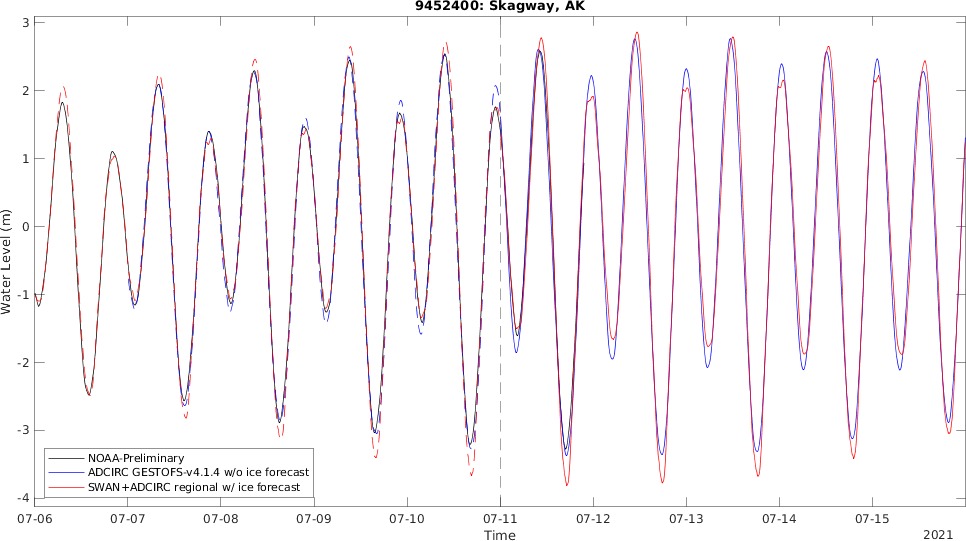 9452400: Skagway, AK
3
2
1
0
-1
-2
-3
-4
Water Level (m)
NOAA-Preliminary
ADCIRC GESTOFS-v4.1.4 w/o ice forecast
SWAN+ADCIRC regional w/ ice forecast
07-06 07-07 07-08 07-09 07-10 07-11 07-12 07-13 07-14 07-15
Time
2021